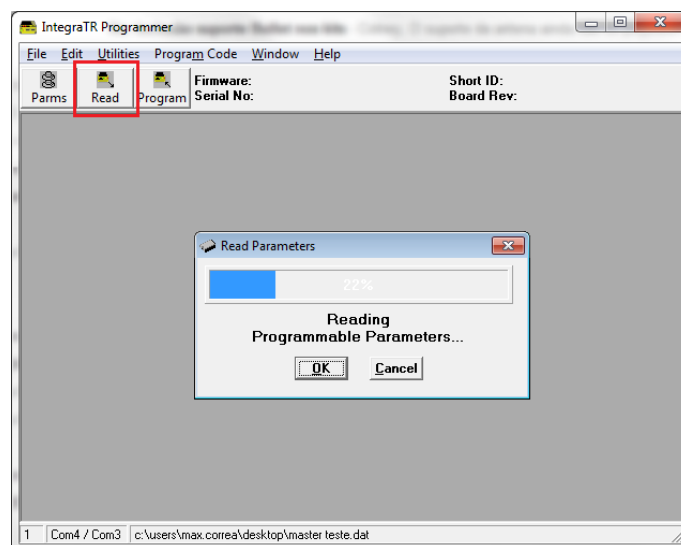 IntegraTR Programmer
File Edit Utilities Program Code Window Help
Parms Read Program
Firmware: Short ID:
Serial No: Board Rev:
Read Parameters
22%
Reading
Programmable Parameters...
OK Cancel
1 Com4 / Com3 c:\users\max.correa\desktop\master teste.dat